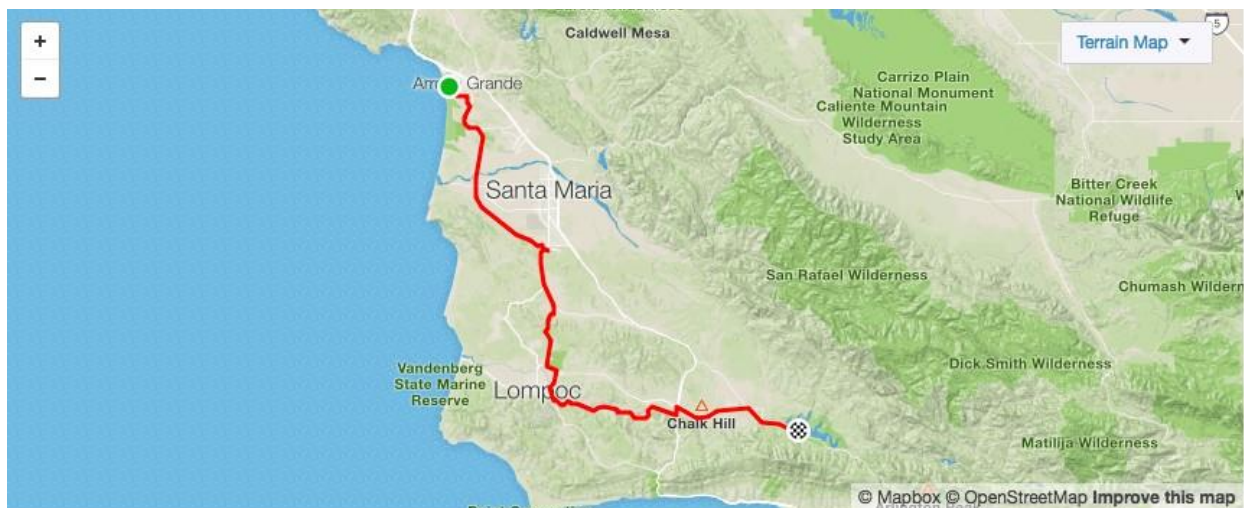 +
−
Terrain Map
5
Caldwell Mesa
Grande
Carrizo Plain
National Monument
Caliente Mountain
Wilderness
Study Area
Santa Maria
Bitter Creek
National Wildlife
Refuge
San Rafael Wilderness
Chumash Wildern
Vandenberg
State Marine
Reserve
Lompoc
Dick Smith Wilderness
Chalk Hill
Matilija Wilderness
© Mapbox © OpenStreetMap Improve this map